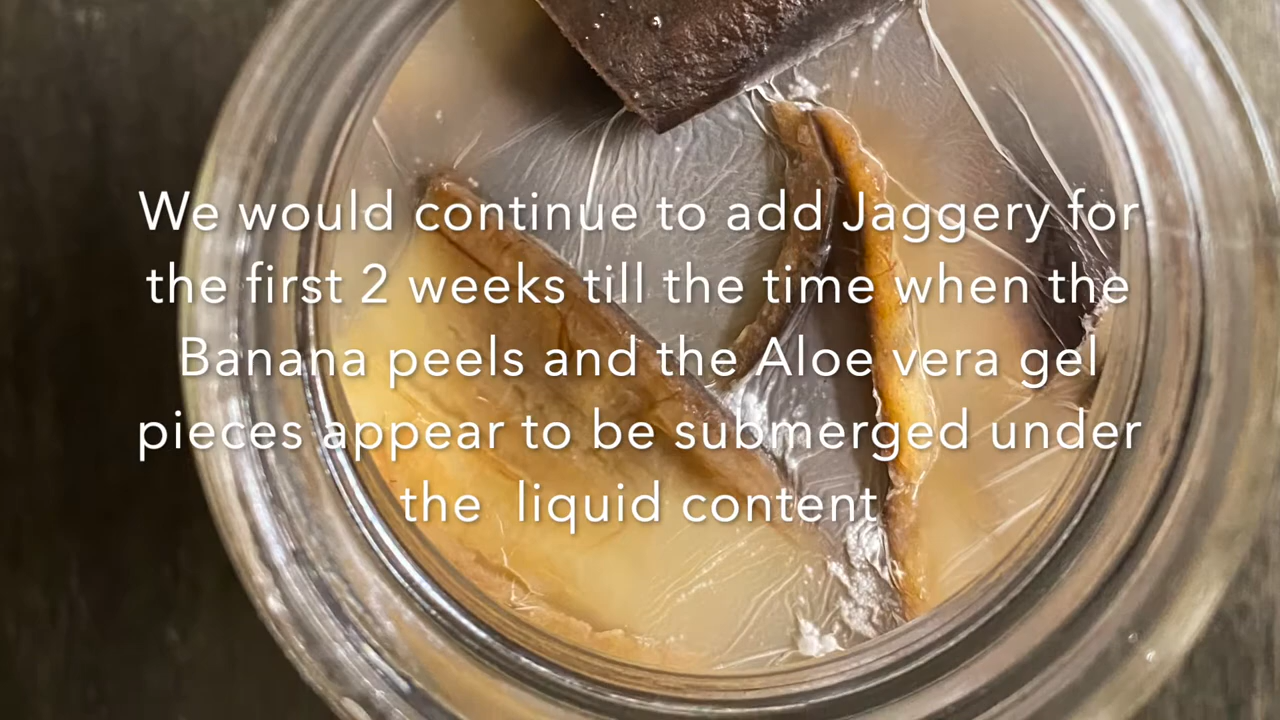 We would continue to add Jaggery for
the first 2 weeks till the time when the
Banana peels and the Aloe vera gel
pieces appear to be submerged under
the  liquid content